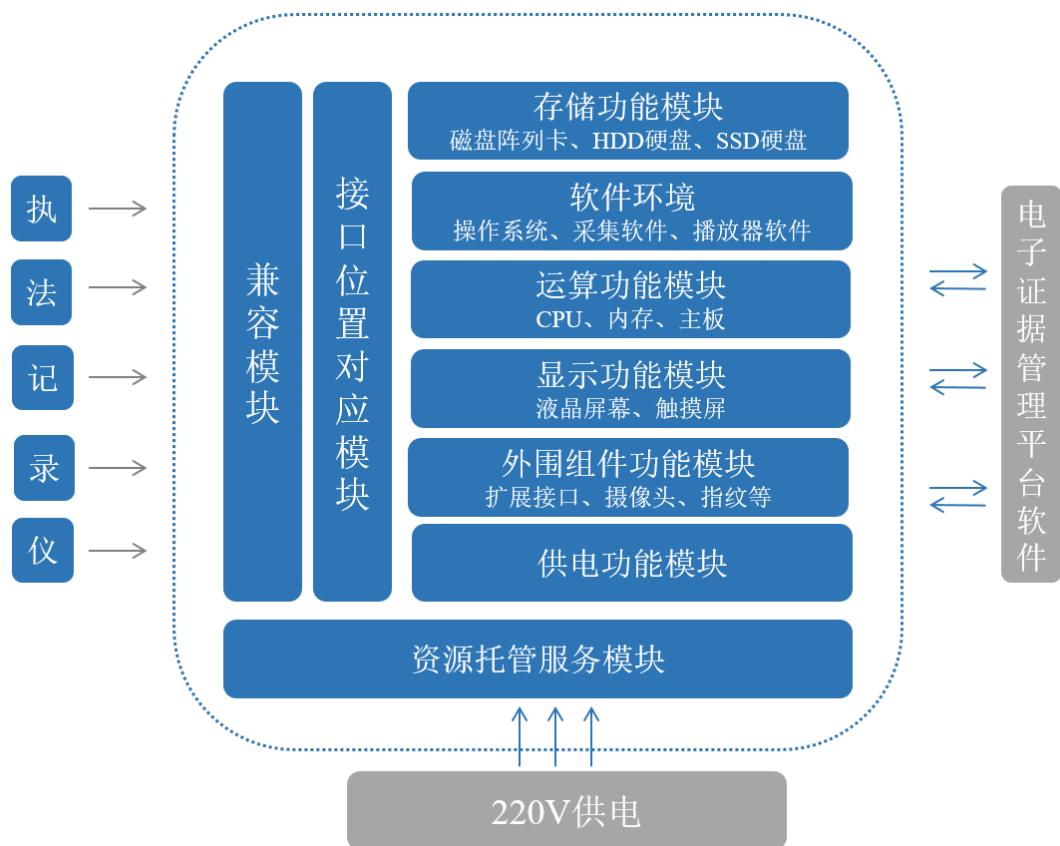 执
法
记
录
仪
兼容模块
接口位置对应模块
存储功能模块
磁盘阵列卡、HDD硬盘、SSD硬盘
软件环境
操作系统、采集软件、播放器软件
运算功能模块
CPU、内存、主板
显示功能模块
液晶屏幕、触摸屏
外围组件功能模块
扩展接口、摄像头、指纹等
供电功能模块
资源托管服务模块
电子证据管理平台软件
220V供电